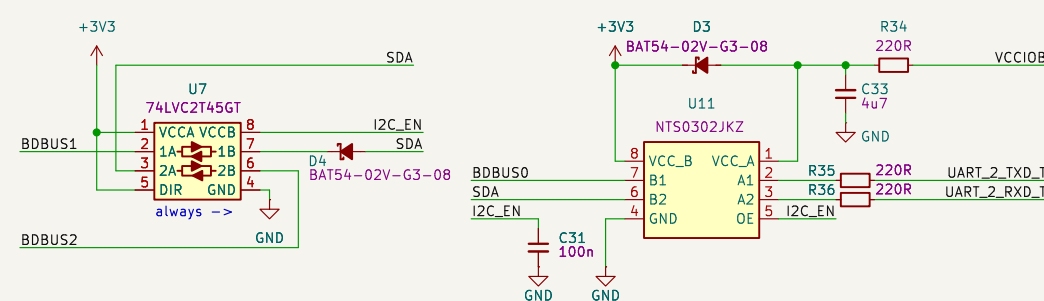 +3V3
SDA
U7
74LVC2T45GT
1 VCCA VCCB 8 I2C_EN
BDBUS1 2 1A 1B 7 SDA
3 2A 2B 6
5 DIR GND 4
D4
BAT54-02V-G3-08
always ->
GND
BDBUS2
+3V3
D3
BAT54-02V-G3-08
R34
220R
VCCIOB
C33
4u7
GND
U11
NTS0302JKZ
8 VCC_B VCC_A 1
BDBUS0 7 B1 A1 2 R35 220R UART_2_TXD_T
SDA 6 B2 A2 3 R36 220R UART_2_RXD_T
I2C_EN 4 GND OE 5 I2C_EN
C31
100n
GND
GND